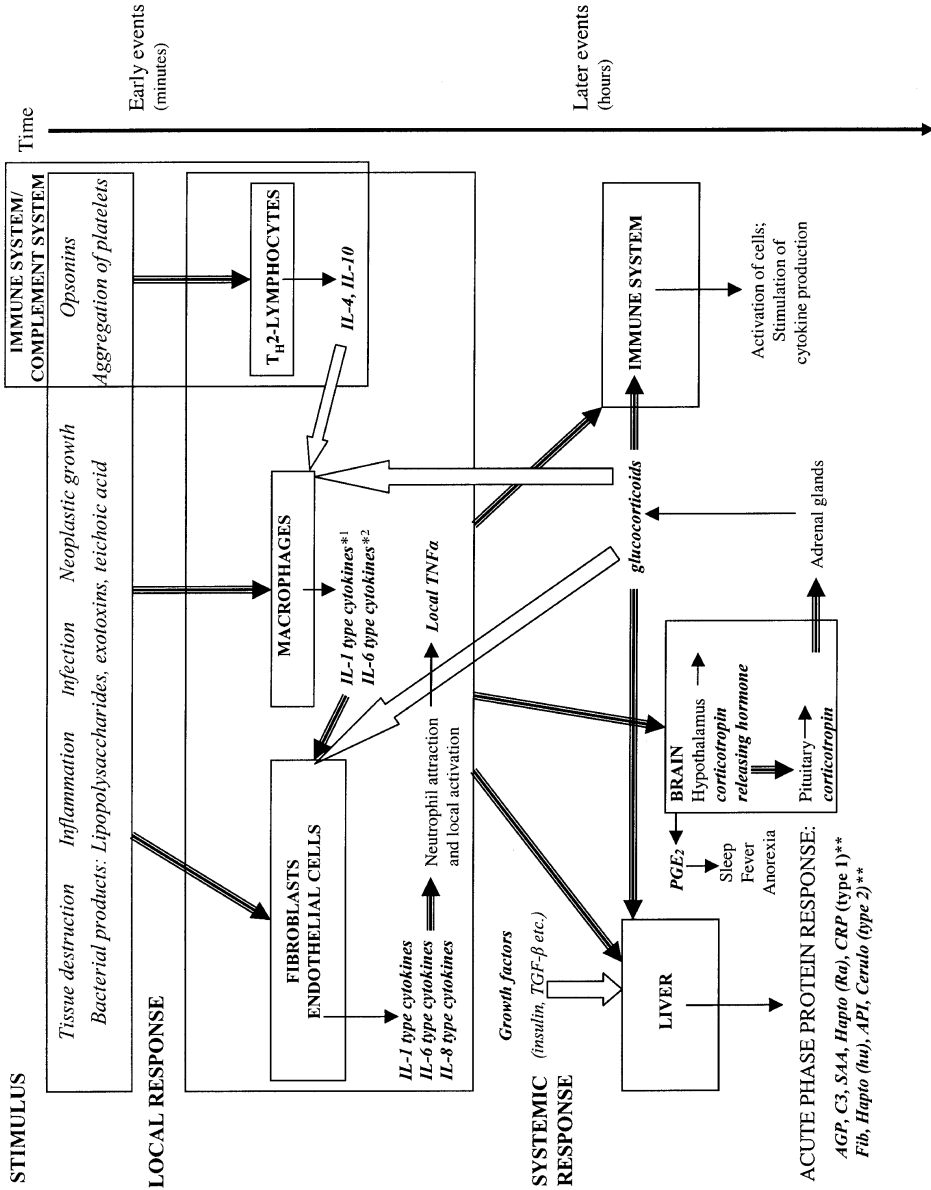 STIMULUS
IMMUNE SYSTEM/
COMPLEMENT SYSTEM
Time
Tissue destruction Inflammation Infection Neoplastic growth
Bacterial products: Lipopolysaccharides, exotoxins, teichoic acid
Opsonins
Aggregation of platelets
Early events
(minutes)
LOCAL RESPONSE
FIBROBLASTS
ENDOTHELIAL CELLS
MACROPHAGES
TH2-LYMPHOCYTES
IL-4, IL-10
IL-1 type cytokines*1
IL-6 type cytokines*2
IL-1 type cytokines
IL-6 type cytokines
IL-8 type cytokines
Neutrophil attraction
and local activation
Local TNFα
SYSTEMIC
RESPONSE
Growth factors
(insulin, TGF-β etc.)
Later events
(hours)
LIVER
glucocorticoids
IMMUNE SYSTEM
BRAIN
Hypothalamus
corticotropin
releasing hormone
Pituitary
corticotropin
Adrenal glands
PGE2
Sleep
Fever
Anorexia
Activation of cells;
Stimulation of
cytokine production
ACUTE PHASE PROTEIN RESPONSE:
AGP, C3, SAA, Hapto (Ra), CRP (type 1)**
Fib, Hapto (hu), API, Cerulo (type 2)**